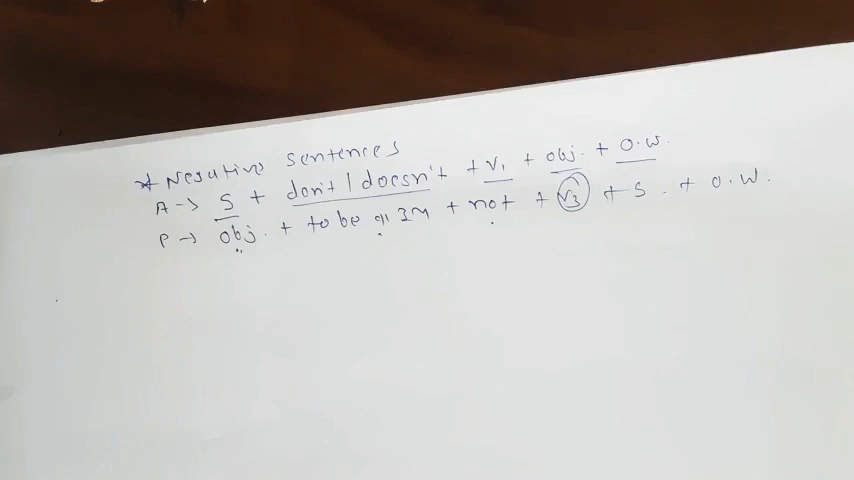 * Negative sentences
A → S + don't / doesn't + V₁ + obj. + O.W.
P → obj. + to be का रूप + not + V₃ + S. + O.W.